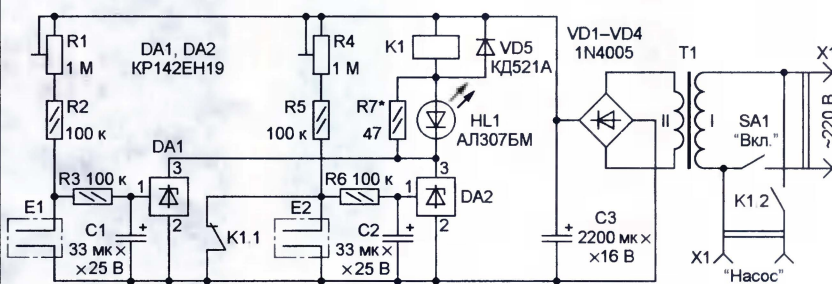 R1
1 М
DA1, DA2
КР142ЕН19
R4
1 М
K1
VD5
КД521А
VD1–VD4
1N4005
T1
X1
R2
100 к
R5
100 к
R7*
47
HL1
АЛ307БМ
II
I
SA1
"Вкл."
~220 В
DA1
3
1
2
R3 100 к
R6 100 к
3
1
2
DA2
E1
C1
33 мк ×
×25 В
+
K1.1
E2
C2
33 мк ×
×25 В
+
+
C3
2200 мк ×
×16 В
K1.2
X1
"Насос"